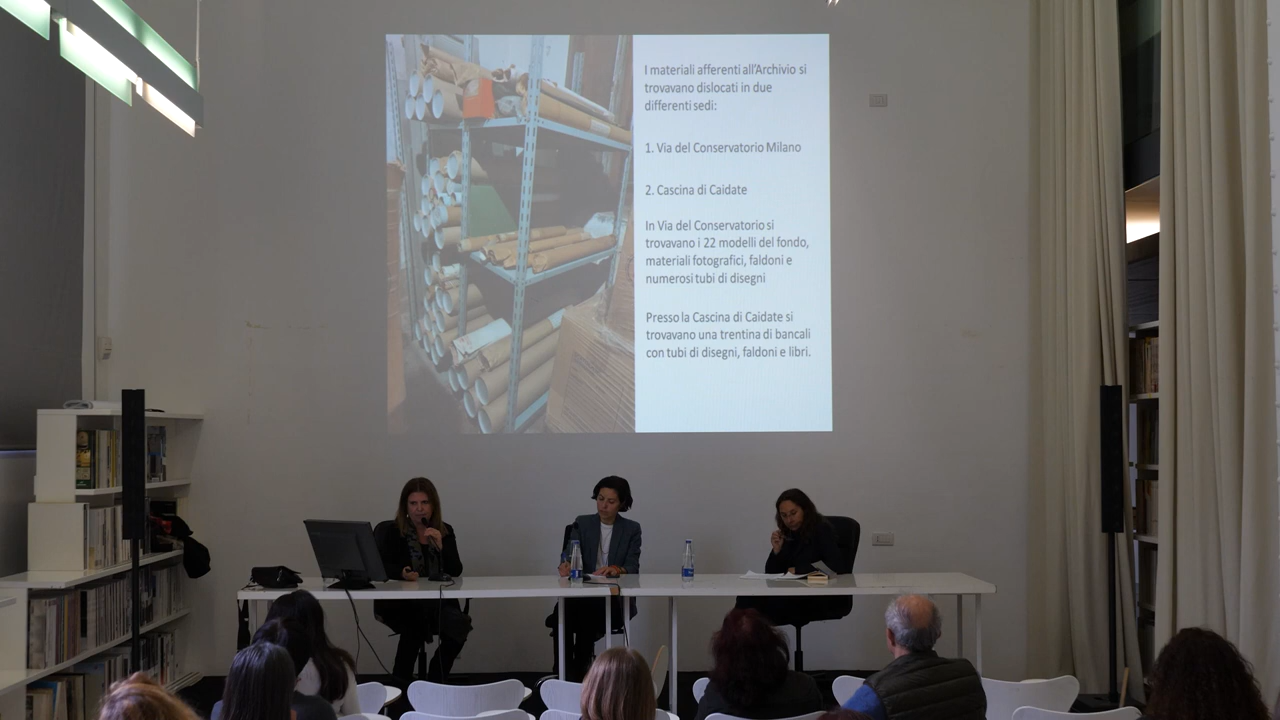 I materiali afferenti all'Archivio si
trovavano dislocati in due
differenti sedi:
1. Via del Conservatorio Milano
2. Cascina di Caidate
In Via del Conservatorio si
trovavano i 22 modelli del fondo,
materiali fotografici, faldoni e
numerosi tubi di disegni
Presso la Cascina di Caidate si
trovavano una trentina di bancali
con tubi di disegni, faldoni e libri.